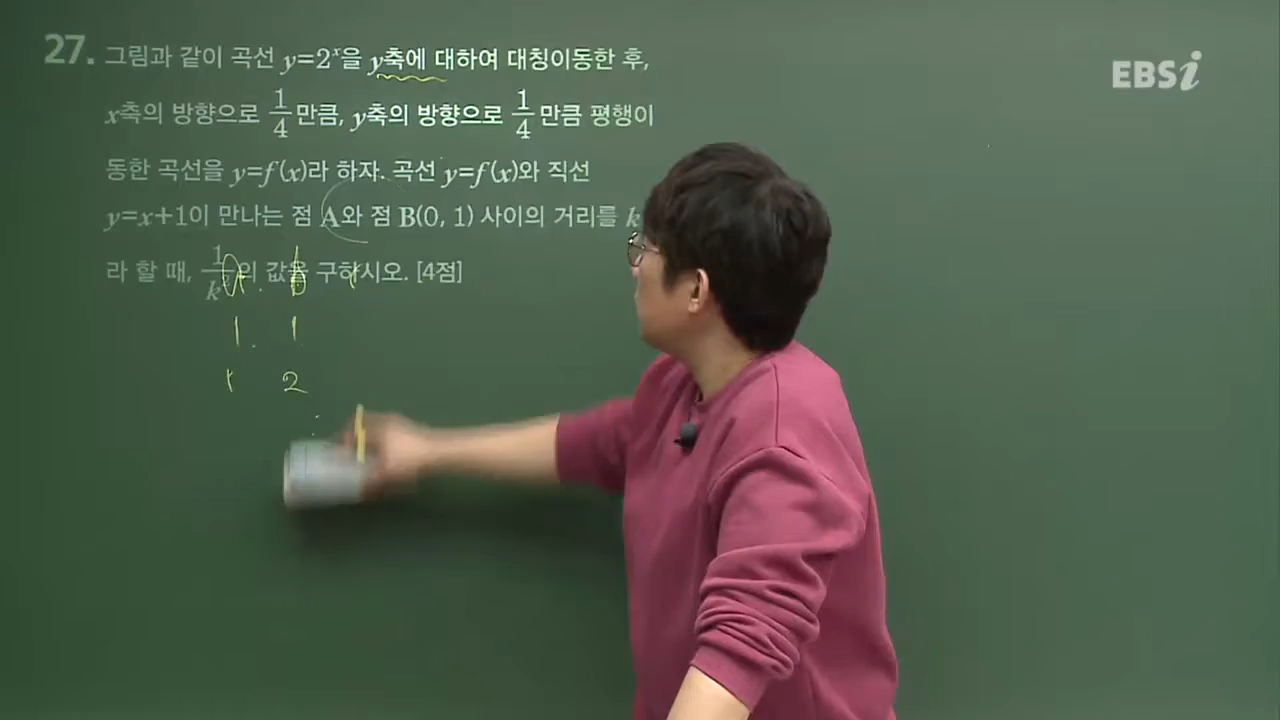 27. 그림과 같이 곡선 y=2ˣ을 y축에 대하여 대칭이동한 후,
EBSi
x축의 방향으로 1/4만큼, y축의 방향으로 1/4만큼 평행이
동한 곡선을 y=f(x)라 하자. 곡선 y=f(x)와 직선
y=x+1이 만나는 점 A와 점 B(0, 1) 사이의 거리를 k
라 할 때, 의 값을 구하시오. [4점]
1 1
1 2